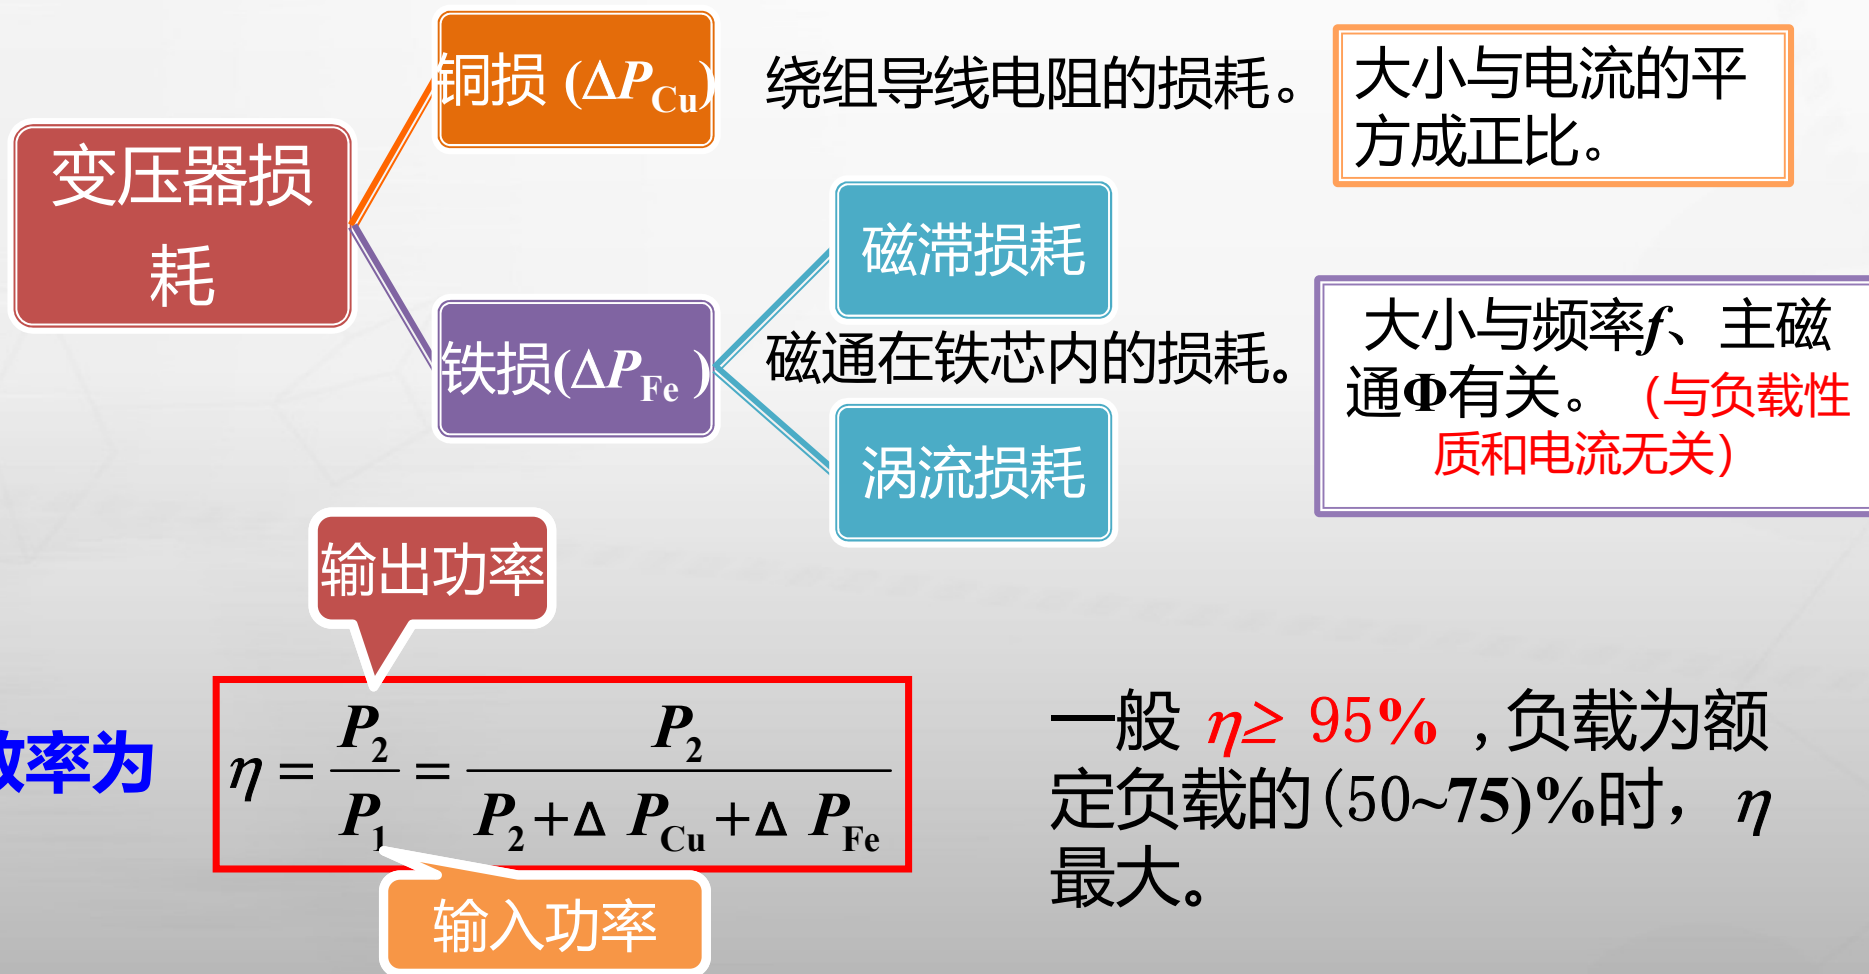 变压器损
耗
铜损 (ΔP_Cu)
绕组导线电阻的损耗。
大小与电流的平
方成正比。
铁损(ΔP_Fe )
磁滞损耗
磁通在铁芯内的损耗。
涡流损耗
大小与频率f、主磁
通Φ有关。（与负载性
质和电流无关）
输出功率
率为
η = P_2/P_1 = P_2/(P_2+Δ P_Cu+Δ P_Fe)
输入功率
一般 η≥ 95% ,负载为额
定负载的(50~75)%时，η
最大。